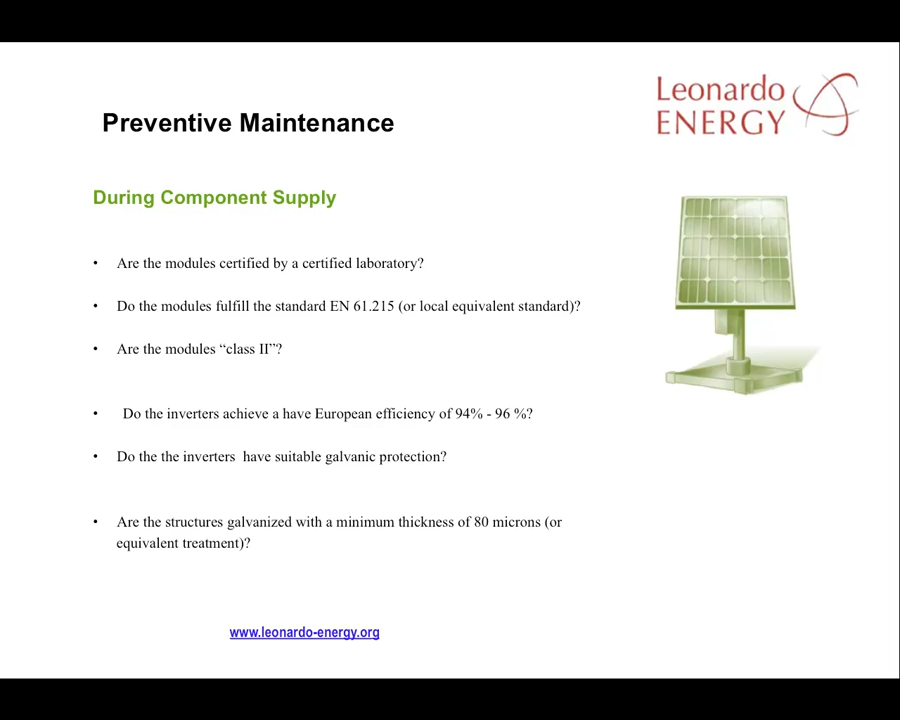 Leonardo
ENERGY
Preventive Maintenance
During Component Supply
• Are the modules certified by a certified laboratory?
• Do the modules fulfill the standard EN 61.215 (or local equivalent standard)?
• Are the modules “class II”?
• Do the inverters achieve a have European efficiency of 94% - 96 %?
• Do the the inverters  have suitable galvanic protection?
• Are the structures galvanized with a minimum thickness of 80 microns (or
equivalent treatment)?
www.leonardo-energy.org